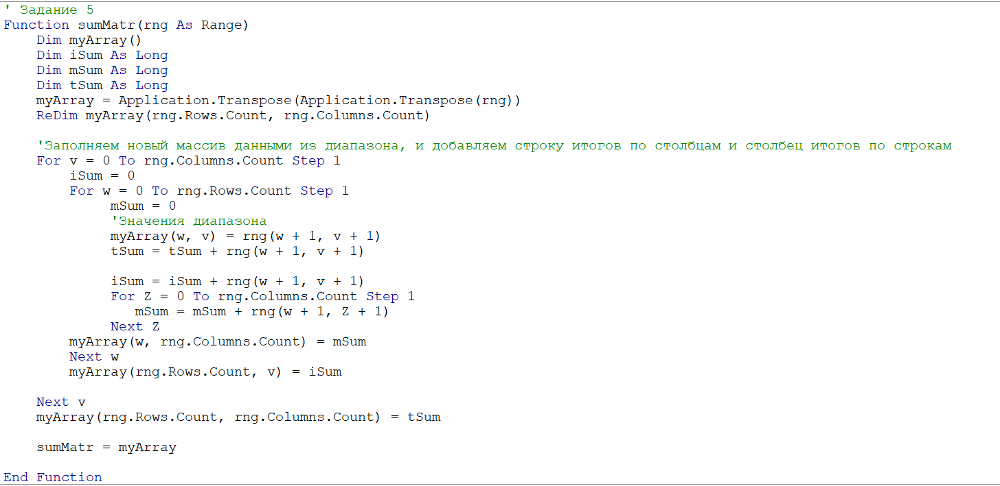 ' Задание 5
Function sumMatr(rng As Range)
    Dim myArray()
    Dim iSum As Long
    Dim mSum As Long
    Dim tSum As Long
    myArray = Application.Transpose(Application.Transpose(rng))
    ReDim myArray(rng.Rows.Count, rng.Columns.Count)
    'Заполняем новый массив данными из диапазона, и добавляем строку итогов по столбцам и столбец итогов по строкам
    For v = 0 To rng.Columns.Count Step 1
        iSum = 0
        For w = 0 To rng.Rows.Count Step 1
             mSum = 0
             'Значения диапазона
             myArray(w, v) = rng(w + 1, v + 1)
             tSum = tSum + rng(w + 1, v + 1)
             iSum = iSum + rng(w + 1, v + 1)
             For Z = 0 To rng.Columns.Count Step 1
                mSum = mSum + rng(w + 1, Z + 1)
             Next Z
        myArray(w, rng.Columns.Count) = mSum
        Next w
        myArray(rng.Rows.Count, v) = iSum
    Next v
    myArray(rng.Rows.Count, rng.Columns.Count) = tSum
    sumMatr = myArray
End Function